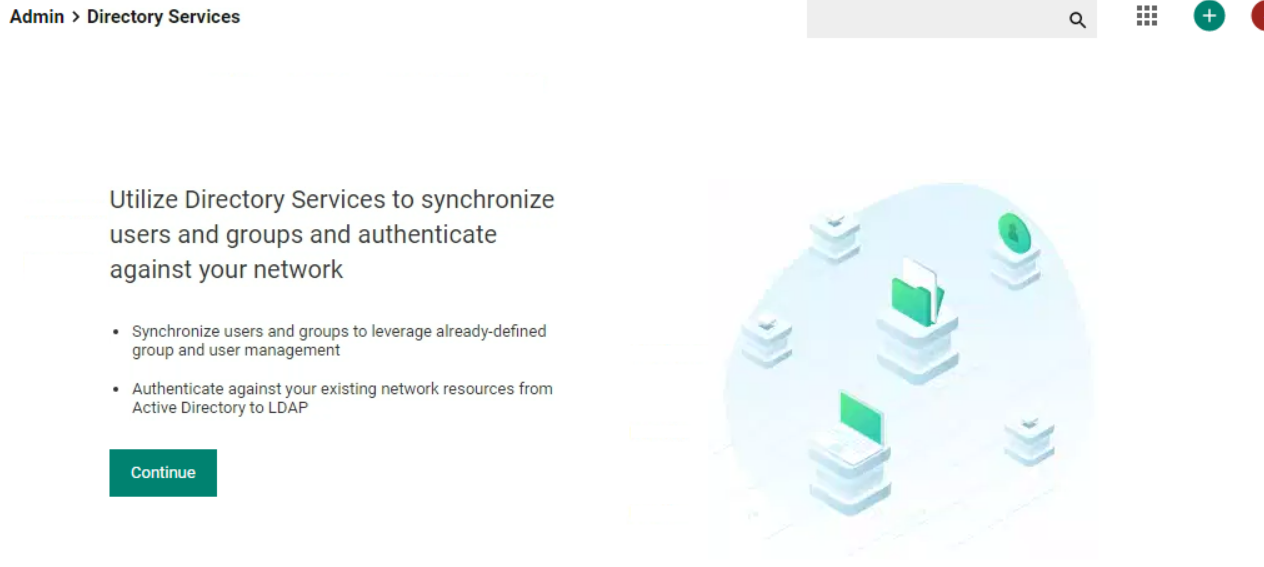 Admin > Directory Services
Utilize Directory Services to synchronize
users and groups and authenticate
against your network
• Synchronize users and groups to leverage already-defined
group and user management
• Authenticate against your existing network resources from
Active Directory to LDAP
Continue